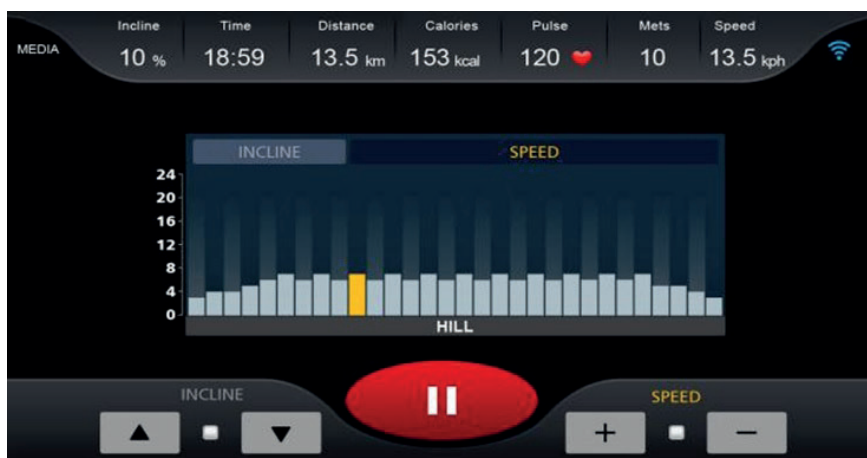 Incline Time Distance Calories Pulse Mets Speed
MEDIA
10 % 18:59 13.5 km 153 kcal 120 10 13.5 kph
INCLINE SPEED
24
20
16
12
8
4
0
HILL
INCLINE SPEED
+ −